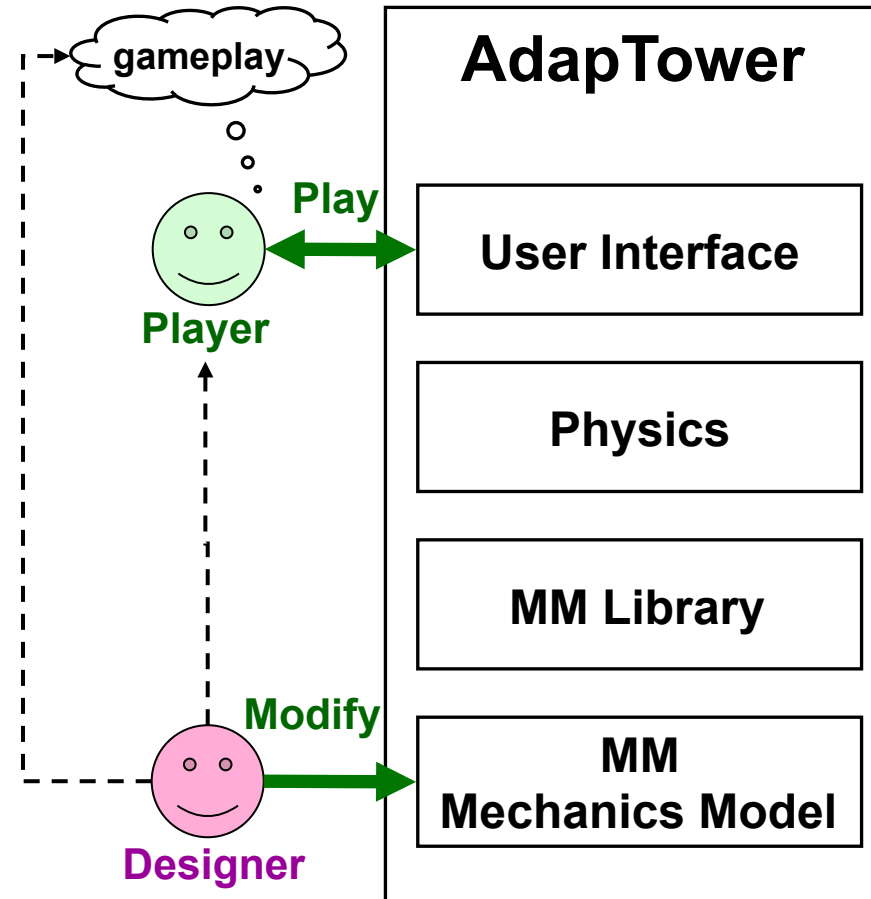 gameplay
AdapTower
Play
User Interface
Player
Physics
MM Library
Modify
MM
Mechanics Model
Designer